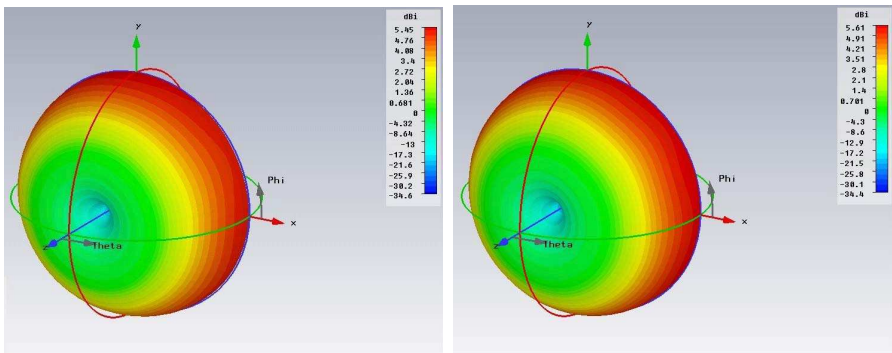 dBi
5.45
4.76
4.08
3.4
2.72
2.04
1.36
0.681
0
-4.32
-8.64
-13
-17.3
-21.6
-25.9
-30.2
-34.6
y
Phi
x
z
Theta
dBi
5.61
4.91
4.21
3.51
2.8
2.1
1.4
0.701
0
-4.3
-8.6
-12.9
-17.2
-21.5
-25.8
-30.1
-34.4
y
Phi
x
z
Theta